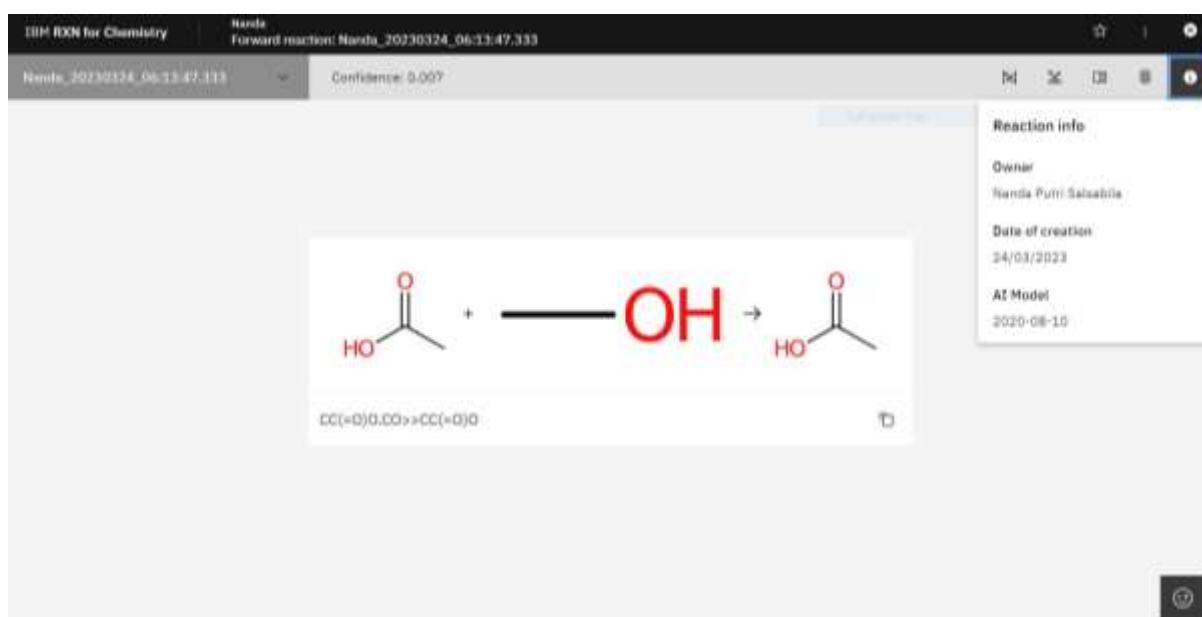 IBM RXN for Chemistry
Nanda
Forward reaction: Nanda_20230324_06:13:47.333
Nanda_20230324_06:13:47.333
Confidence: 0.007
Reaction info
Owner
Nanda Putri Salsabila
Date of creation
24/03/2023
AI Model
2020-08-10
O
HO
+
OH
→
O
HO
CC(=O)O.CO>>CC(=O)O